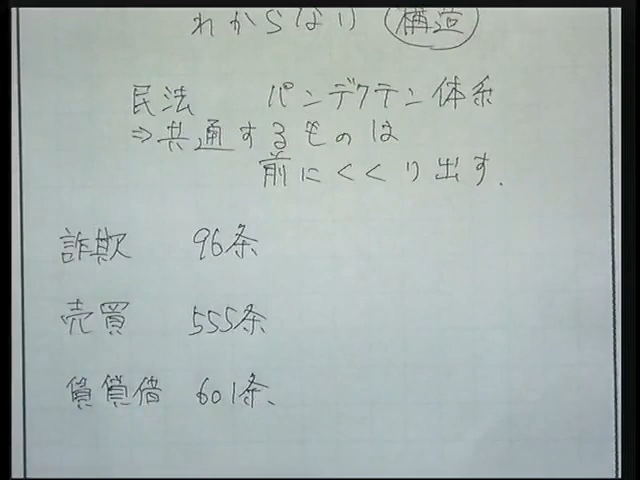 れからなり 構造
民法 パンデクテン体系
⇒共通するものは
前にくくり出す.
詐欺 96条
売買 555条
賃貸借 601条、